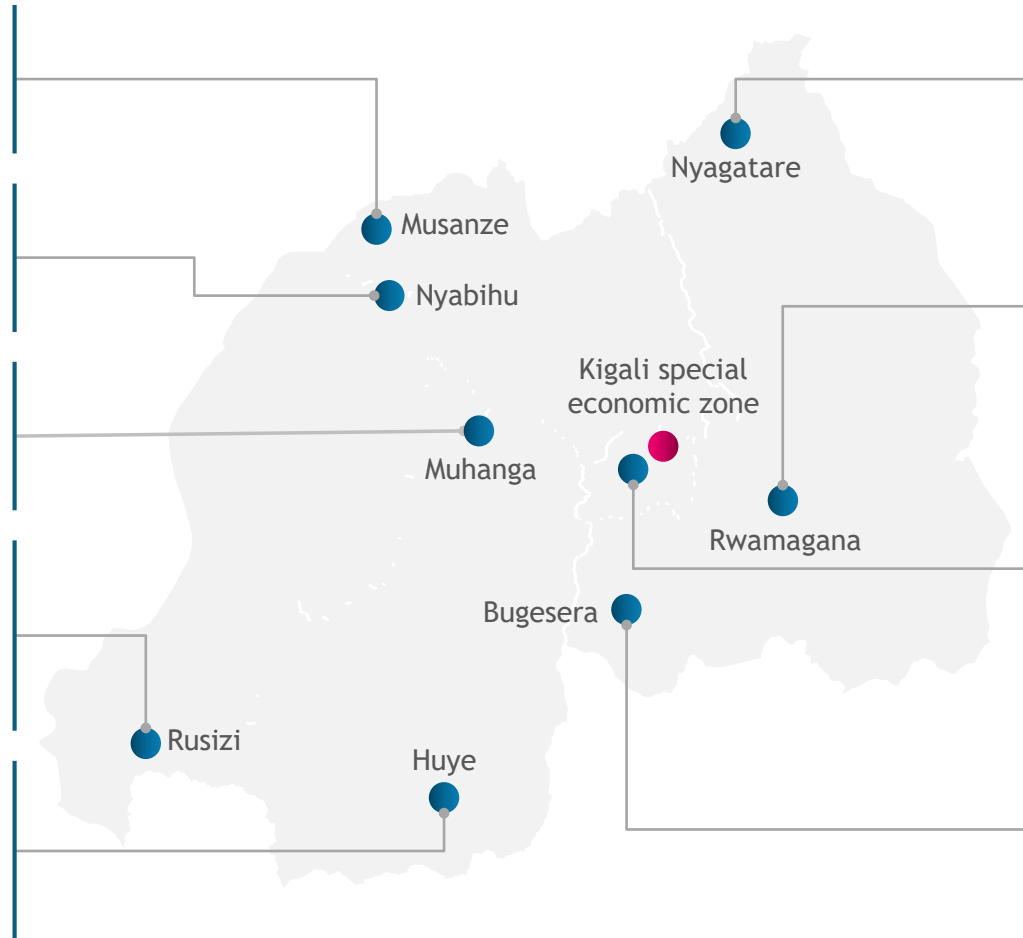 Nyagatare
Musanze
Nyabihu
Kigali special
economic zone
Muhanga
Rwamagana
Bugesera
Rusizi
Huye